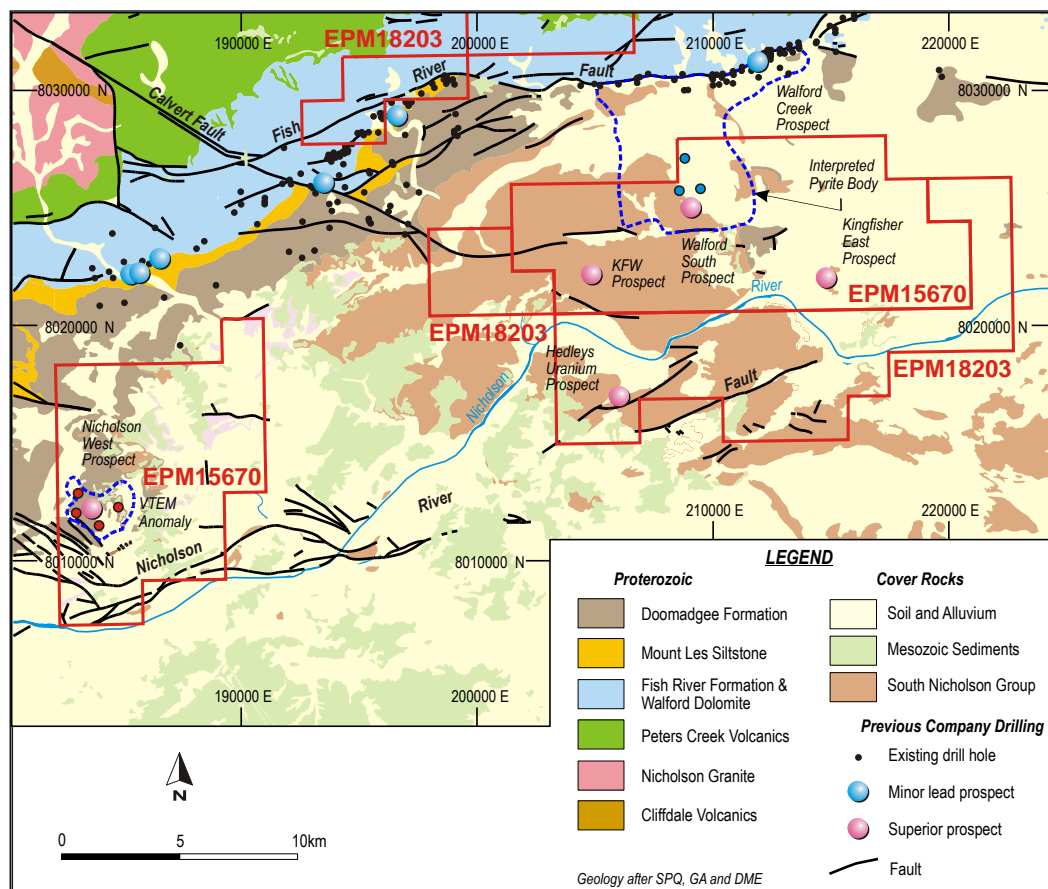 190000 E
200000 E
210000 E
220000 E
EPM18203
8030000 N
8030000 N
River
Fault
Calvert Fault
Fish
Walford
Creek
Prospect
Interpreted
Pyrite Body
Kingfisher
East
Prospect
Walford
South
Prospect
KFW
Prospect
River
EPM15670
8020000 N
EPM18203
8020000 N
Hedleys
Uranium
Prospect
Nicholson
Fault
EPM18203
Nicholson
West
Prospect
EPM15670
VTEM
Anomaly
River
Nicholson
210000 E
220000 E
8010000 N
8010000 N
190000 E
200000 E
N
0
5
10km
LEGEND
Proterozoic
Doomadgee Formation
Mount Les Siltstone
Fish River Formation &
Walford Dolomite
Peters Creek Volcanics
Nicholson Granite
Cliffdale Volcanics
Cover Rocks
Soil and Alluvium
Mesozoic Sediments
South Nicholson Group
Previous Company Drilling
Existing drill hole
Minor lead prospect
Superior prospect
Fault
Geology after SPQ, GA and DME